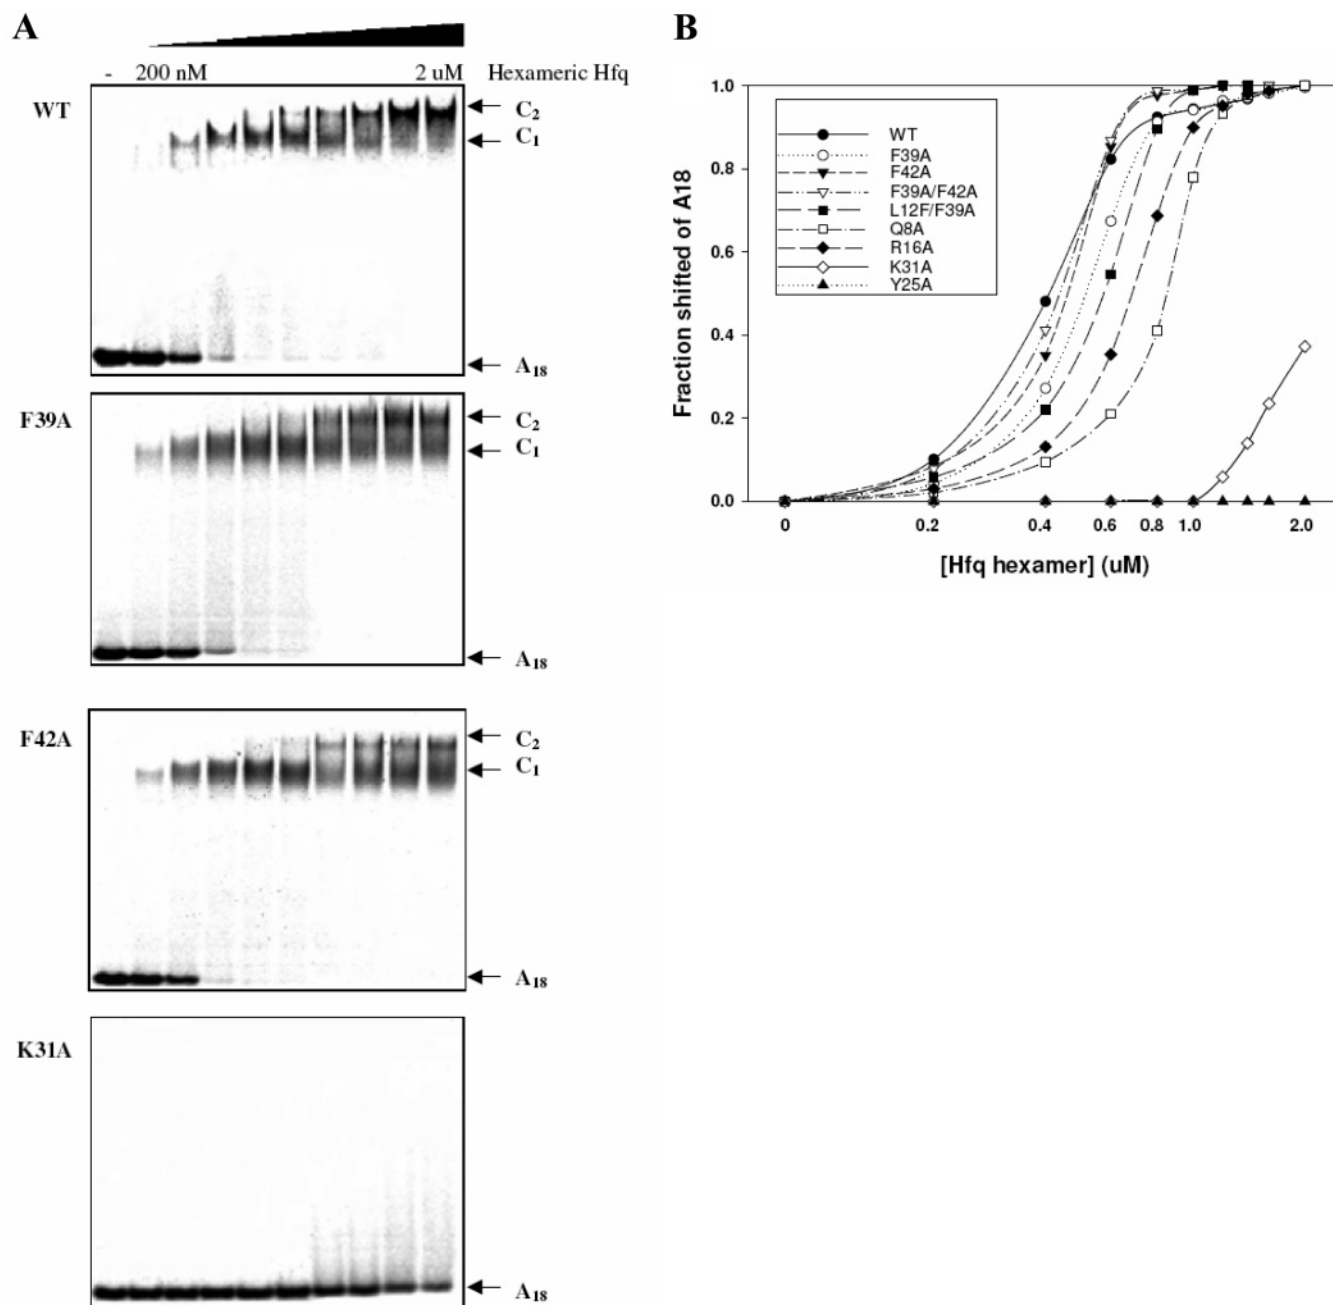 A
- 200 nM 2 uM Hexameric Hfq
WT
C2
C1
A18
F39A
C2
C1
A18
F42A
C2
C1
A18
K31A
A18
B
1.0
0.8
0.6
0.4
0.2
0.0
Fraction shifted of A18
WT
F39A
F42A
F39A/F42A
L12F/F39A
Q8A
R16A
K31A
Y25A
0 0.2 0.4 0.6 0.8 1.0 2.0
[Hfq hexamer] (uM)